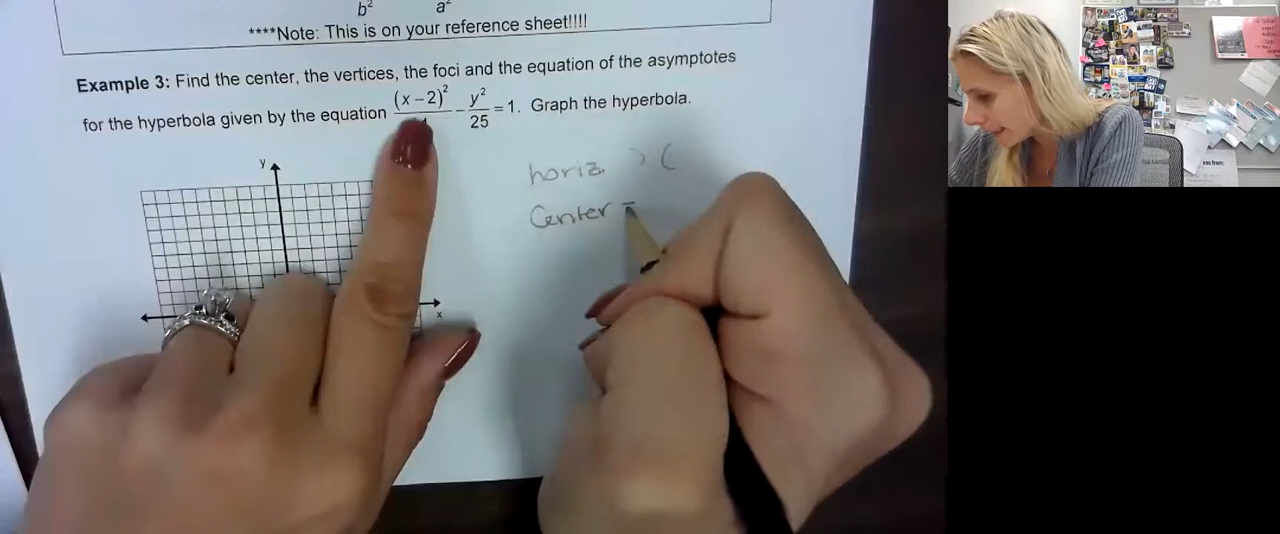 b² a²
****Note: This is on your reference sheet!!!!
Example 3: Find the center, the vertices, the foci and the equation of the asymptotes
for the hyperbola given by the equation (x − 2)²/ − y²/25 = 1. Graph the hyperbola.
y
horiz. ) (
Center =
x